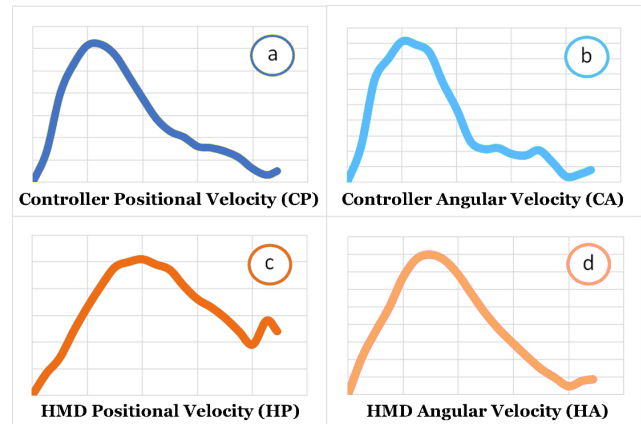 a
Controller Positional Velocity (CP)
b
Controller Angular Velocity (CA)
c
HMD Positional Velocity (HP)
d
HMD Angular Velocity (HA)